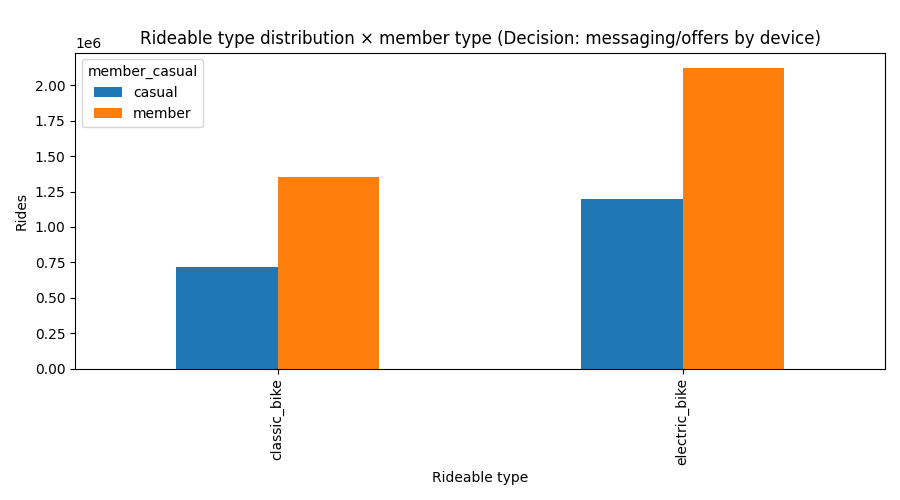 Rideable type distribution × member type (Decision: messaging/offers by device)
1e6
member_casual
casual
member
2.00
1.75
1.50
1.25
1.00
0.75
0.50
0.25
0.00
Rides
classic_bike
electric_bike
Rideable type